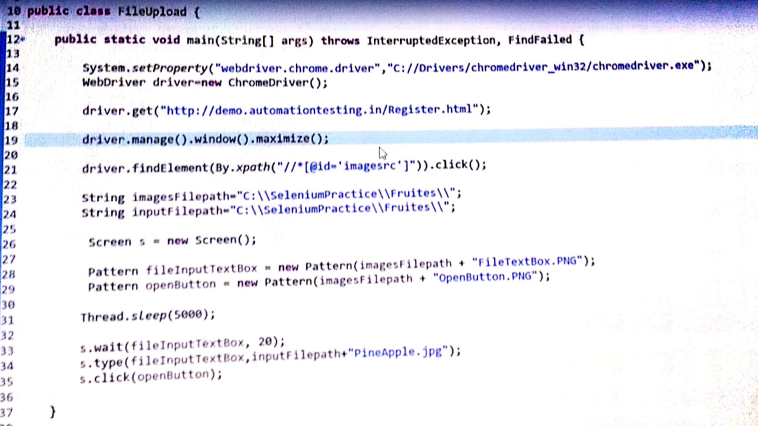 10 public class FileUpload {
11
12 public static void main(String[] args) throws InterruptedException, FindFailed {
13
14 System.setProperty("webdriver.chrome.driver","C://Drivers/chromedriver_win32/chromedriver.exe");
15 WebDriver driver=new ChromeDriver();
16
17 driver.get("http://demo.automationtesting.in/Register.html");
18
19 driver.manage().window().maximize();
20
21 driver.findElement(By.xpath("//*[@id='imagesrc']")).click();
22
23 String imagesFilepath="C:\\SeleniumPractice\\Fruites\\";
24 String inputFilepath="C:\\SeleniumPractice\\Fruites\\";
25
26 Screen s = new Screen();
27
28 Pattern fileInputTextBox = new Pattern(imagesFilepath + "FileTextBox.PNG");
29 Pattern openButton = new Pattern(imagesFilepath + "OpenButton.PNG");
30
31 Thread.sleep(5000);
32
33 s.wait(fileInputTextBox, 20);
34 s.type(fileInputTextBox,inputFilepath+"PineApple.jpg");
35 s.click(openButton);
36
37 }